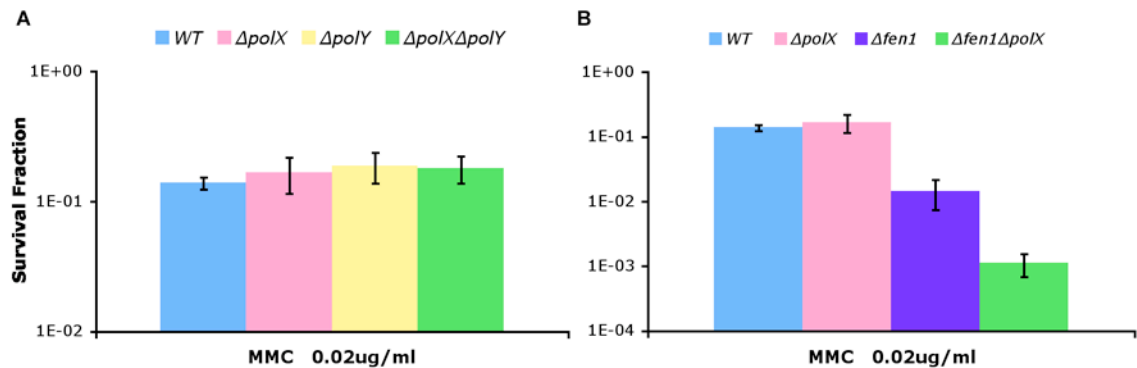 A
WT ΔpolX ΔpolY ΔpolXΔpolY
1E+00
1E-01
1E-02
Survival Fraction
MMC 0.02ug/ml
B
WT ΔpolX Δfen1 Δfen1ΔpolX
1E+00
1E-01
1E-02
1E-03
1E-04
MMC 0.02ug/ml